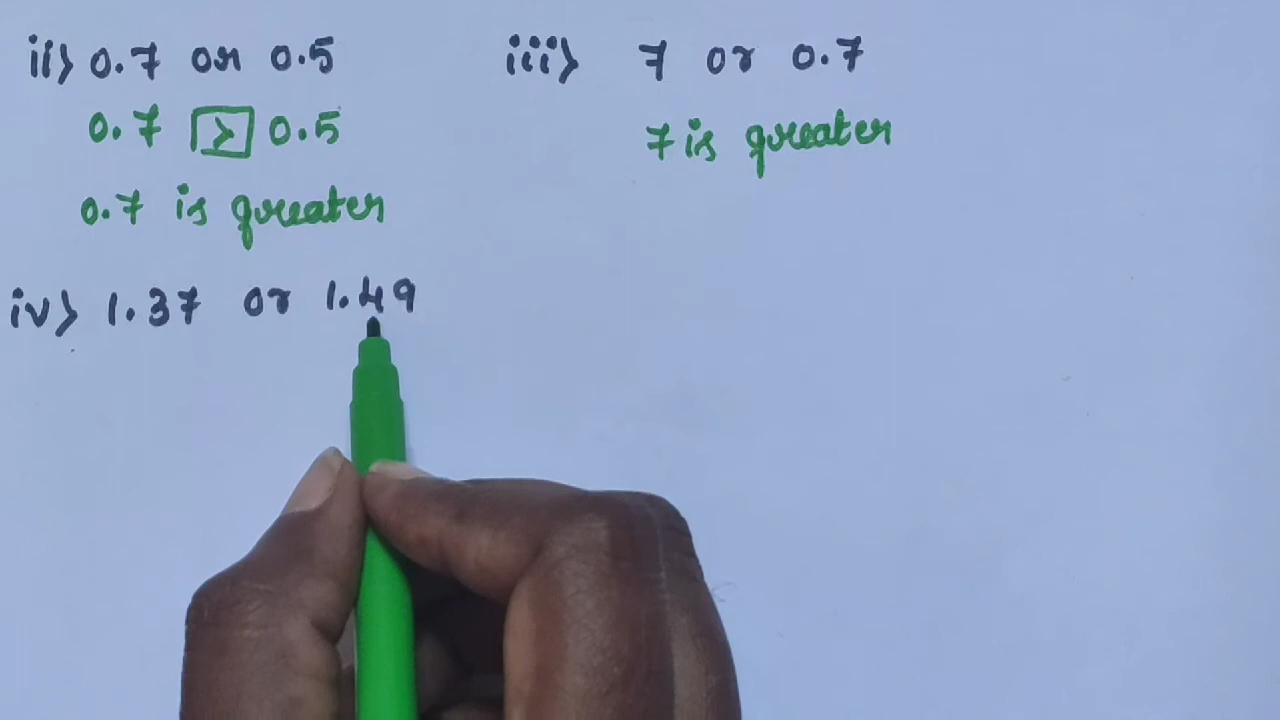 ii) 0.7 or 0.5
0.7 > 0.5
0.7 is greater
iii) 7 or 0.7
7 is greater
iv) 1.37 or 1.49